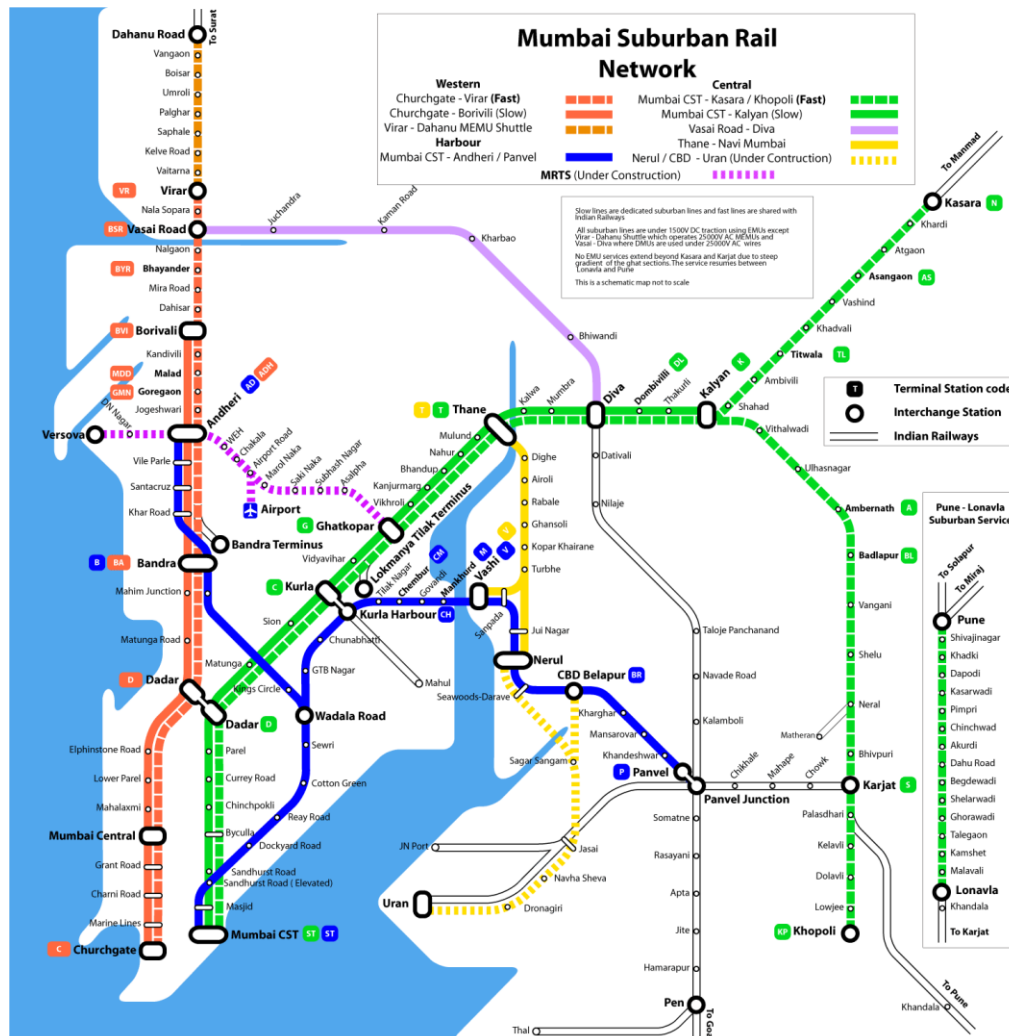 Mumbai Suburban Rail
Network
Western
Churchgate - Virar (Fast)
Churchgate - Borivili (Slow)
Virar - Dahanu MEMU Shuttle
Harbour
Mumbai CST - Andheri / Panvel
Central
Mumbai CST - Kasara / Khopoli (Fast)
Mumbai CST - Kalyan (Slow)
Vasai Road - Diva
Thane - Navi Mumbai
Nerul / CBD - Uran (Under Contruction)
MRTS (Under Construction)
Slow lines are dedicated suburban lines and fast lines are shared with
Indian Railways
All suburban lines are under 1500V DC traction using EMUs except
Virar - Dahanu Shuttle which operates 25000V AC MEMUs and
Vasai - Diva where DMUs are used under 25000V AC wires
No EMU services extend beyond Kasara and Karjat due to steep
gradient of the ghat sections.The service resumes between
Lonavla and Pune
This is a schematic map not to scale
T Terminal Station code
Interchange Station
Indian Railways
To Surat
Dahanu Road
Vangaon
Boisar
Umroli
Palghar
Saphale
Kelve Road
Vaitarna
VR Virar
Nala Sopara
BSR Vasai Road
Nalgaon
BYR Bhayander
Mira Road
Dahisar
BVI Borivali
Kandivili
MDD Malad
GMN Goregaon
Jogeshwari
Andheri AD ADH
Vile Parle
Santacruz
Khar Road
Bandra Terminus
B BA Bandra
Mahim Junction
Matunga Road
D Dadar
Elphinstone Road
Lower Parel
Mahalaxmi
Mumbai Central
Grant Road
Charni Road
Marine Lines
C Churchgate
Versova
DN Nagar
WEH
Chakala
Airport Road
Marol Naka
Saki Naka
Subhash Nagar
Asalpha
Airport
Juchandra
Kaman Road
Kharbao
Bhiwandi
To Manmad
Kasara N
Khardi
Atgaon
Asangaon AS
Vashind
Khadvali
Titwala TL
Ambivili
Shahad
Kalyan K
Thakurli
Dombivilli DL
Diva
Mumbra
Kalwa
T T Thane
Mulund
Nahur
Bhandup
Kanjurmarg
Vikhroli
G Ghatkopar
Vidyavihar
C Kurla
Sion
Matunga
Dadar D
Parel
Currey Road
Chinchpokli
Byculla
Sandhurst Road
Sandhurst Road ( Elevated)
Masjid
Mumbai CST ST ST
Dockyard Road
Reay Road
Cotton Green
Sewri
Wadala Road
Kings Circle
GTB Nagar
Chunabhatti
Kurla Harbour CH
Mahul
Lokmanya Tilak Terminus
Tilak Nagar
Chembur CM
Govandi
Mankhurd M
Vashi V V
Sanpada
Jui Nagar
Nerul
Seawoods-Darave
CBD Belapur BR
Kharghar
Mansarovar
Khandeshwar
P Panvel
Panvel Junction
Dighe
Airoli
Rabale
Ghansoli
Kopar Khairane
Turbhe
Sagar Sangam
Jasai
Navha Sheva
Dronagiri
Uran
JN Port
Dativali
Nilaje
Taloje Panchanand
Navade Road
Kalamboli
Chikhale
Mahape
Chowk
Somatne
Rasayani
Apta
Jite
Hamarapur
Pen
Thal
To Goa
Vithalwadi
Ulhasnagar
Ambernath A
Badlapur BL
Vangani
Shelu
Neral
Matheran
Bhivpuri
Karjat S
Palasdhari
Kelavli
Dolavli
Lowjee
KP Khopoli
Khandala
To Pune
Pune - Lonavla
Suburban Service
To Solapur
To Miraj
Pune
Shivajinagar
Khadki
Dapodi
Kasarwadi
Pimpri
Chinchwad
Akurdi
Dahu Road
Begdewadi
Shelarwadi
Ghorawadi
Talegaon
Kamshet
Malavali
Lonavla
Khandala
To Karjat